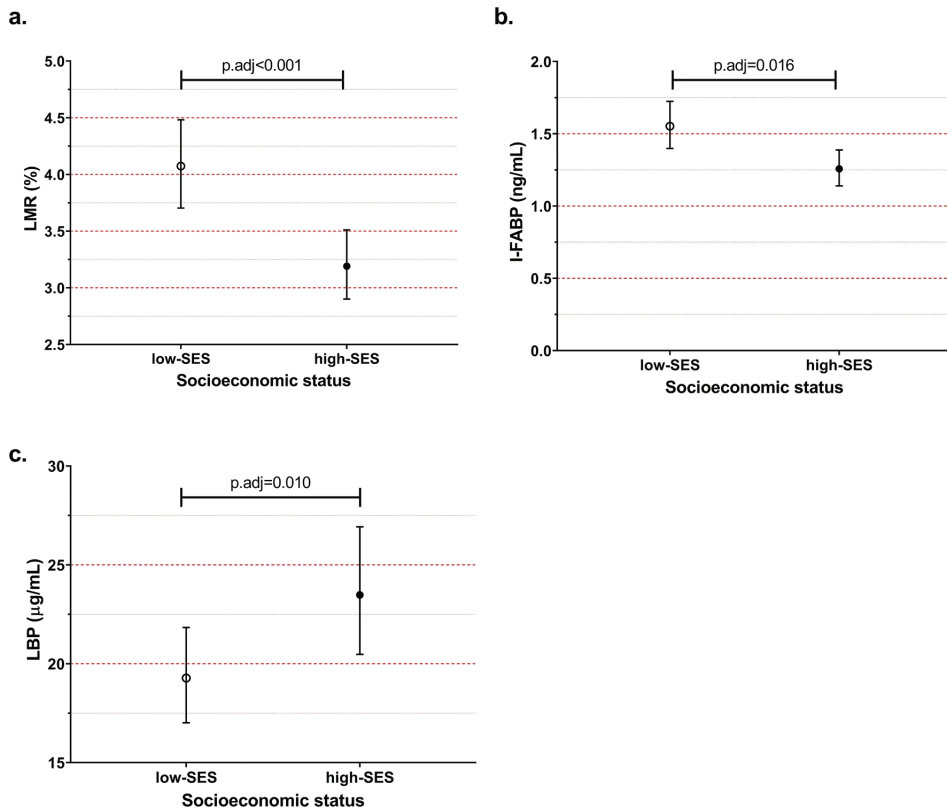 a.
p.adj<0.001
5.0
4.5
4.0
3.5
3.0
2.5
LMR (%)
low-SES high-SES
Socioeconomic status
b.
p.adj=0.016
2.0
1.5
1.0
0.5
0.0
I-FABP (ng/mL)
low-SES high-SES
Socioeconomic status
c.
p.adj=0.010
30
25
20
15
LBP (μg/mL)
low-SES high-SES
Socioeconomic status